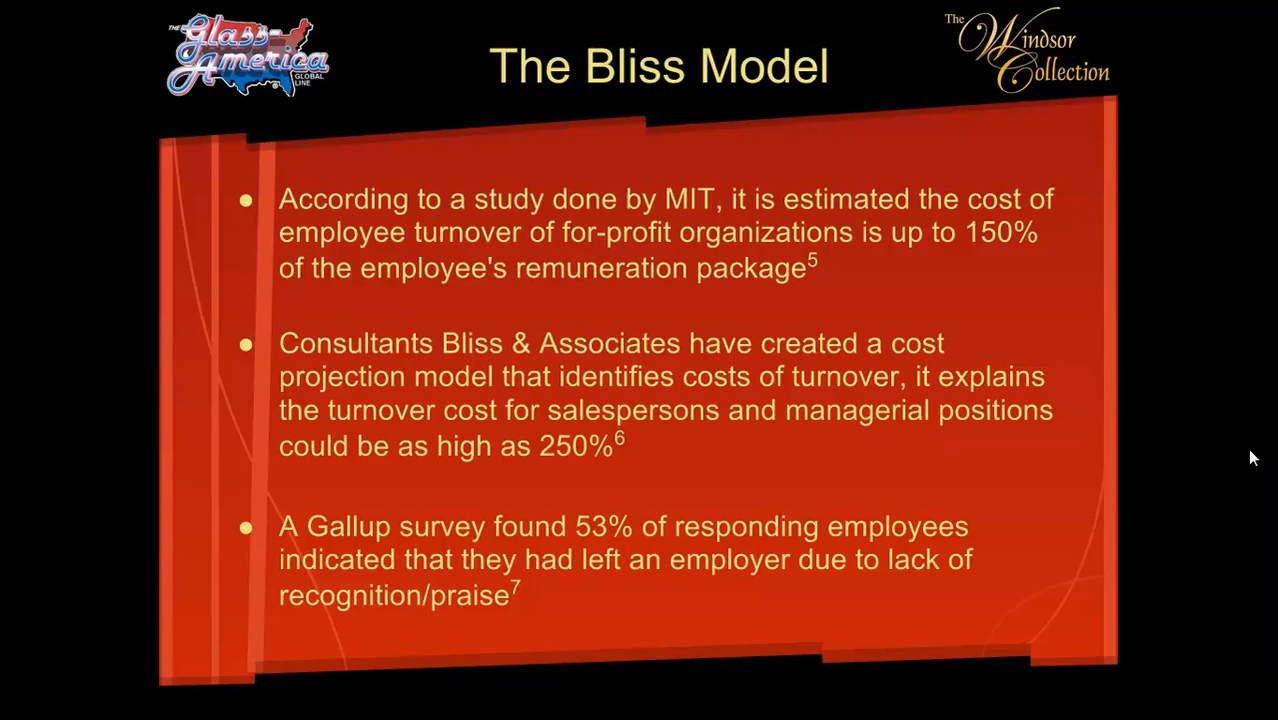 THE
Glass-
America
GLOBAL
LINE
®
The Bliss Model
The
Windsor
Collection
● According to a study done by MIT, it is estimated the cost of
employee turnover of for-profit organizations is up to 150%
of the employee's remuneration package5
● Consultants Bliss & Associates have created a cost
projection model that identifies costs of turnover, it explains
the turnover cost for salespersons and managerial positions
could be as high as 250%6
● A Gallup survey found 53% of responding employees
indicated that they had left an employer due to lack of
recognition/praise7